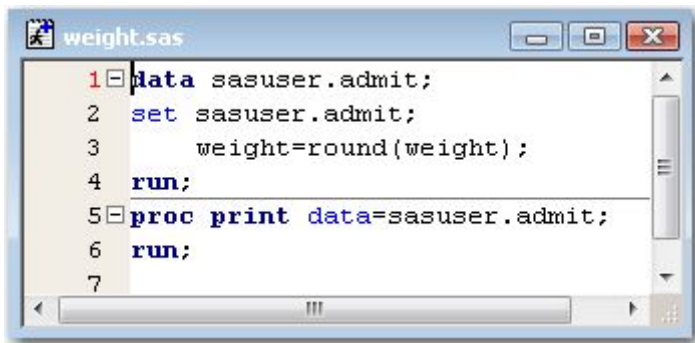 weight.sas
1 data sasuser.admit;
2 set sasuser.admit;
3 weight=round(weight);
4 run;
5 proc print data=sasuser.admit;
6 run;
7